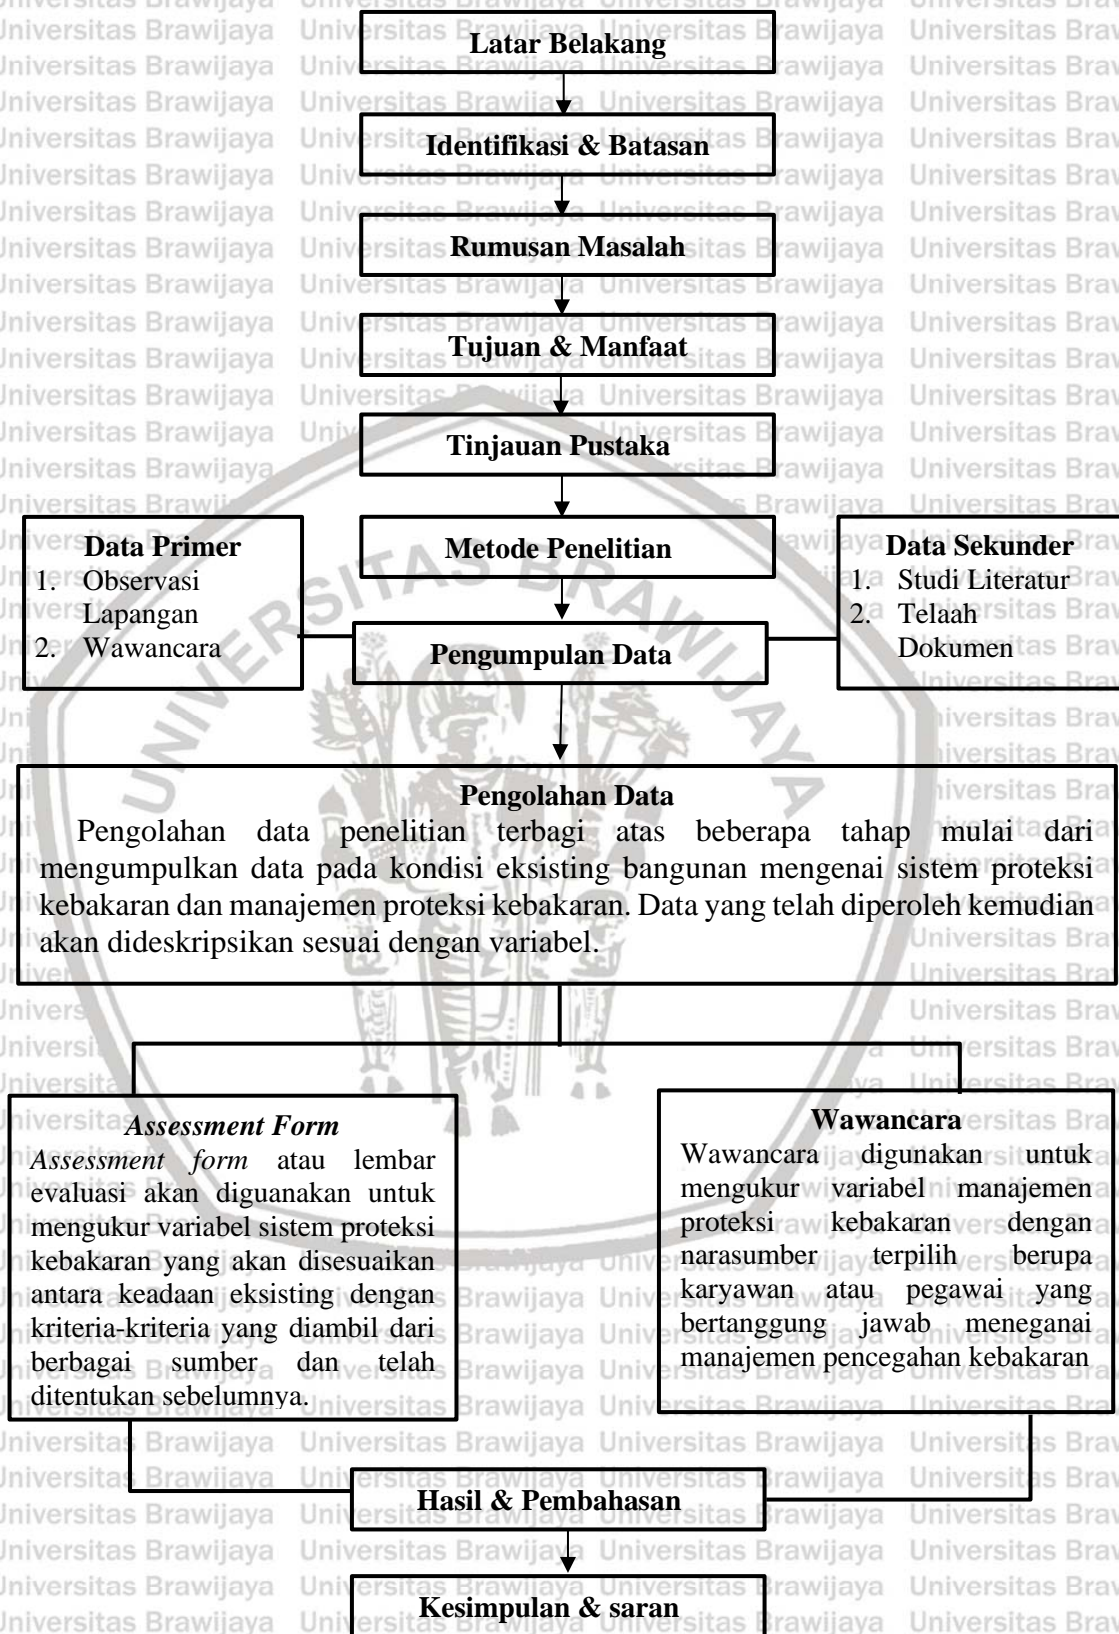 Latar Belakang
Identifikasi & Batasan
Rumusan Masalah
Tujuan & Manfaat
Tinjauan Pustaka
Metode Penelitian
Data Primer
1. Observasi
Lapangan
2. Wawancara
Data Sekunder
1. Studi Literatur
2. Telaah
Dokumen
Pengumpulan Data
Pengolahan Data
Pengolahan data penelitian terbagi atas beberapa tahap mulai dari
mengumpulkan data pada kondisi eksisting bangunan mengenai sistem proteksi
kebakaran dan manajemen proteksi kebakaran. Data yang telah diperoleh kemudian
akan dideskripsikan sesuai dengan variabel.
Assessment Form
Assessment form atau lembar
evaluasi akan diguanakan untuk
mengukur variabel sistem proteksi
kebakaran yang akan disesuaikan
antara keadaan eksisting dengan
kriteria-kriteria yang diambil dari
berbagai sumber dan telah
ditentukan sebelumnya.
Wawancara
Wawancara digunakan untuk
mengukur variabel manajemen
proteksi kebakaran dengan
narasumber terpilih berupa
karyawan atau pegawai yang
bertanggung jawab meneganai
manajemen pencegahan kebakaran
Hasil & Pembahasan
Kesimpulan & saran
UNIVERSITAS BRAWIJAYA